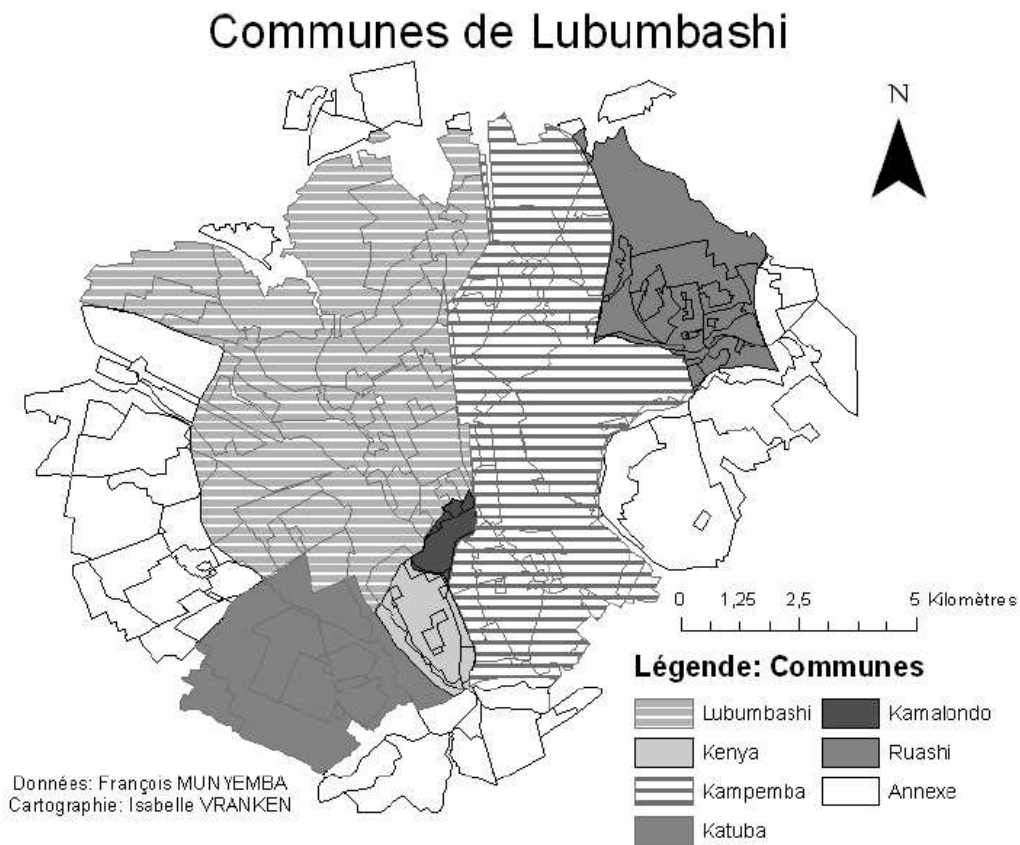 Communes de Lubumbashi
N
0 1,25 2,5 5 Kilomètres
Légende: Communes
Lubumbashi Kamalondo
Kenya Ruashi
Kampemba Annexe
Katuba
Données: François MUNYEMBA
Cartographie: Isabelle VRANKEN